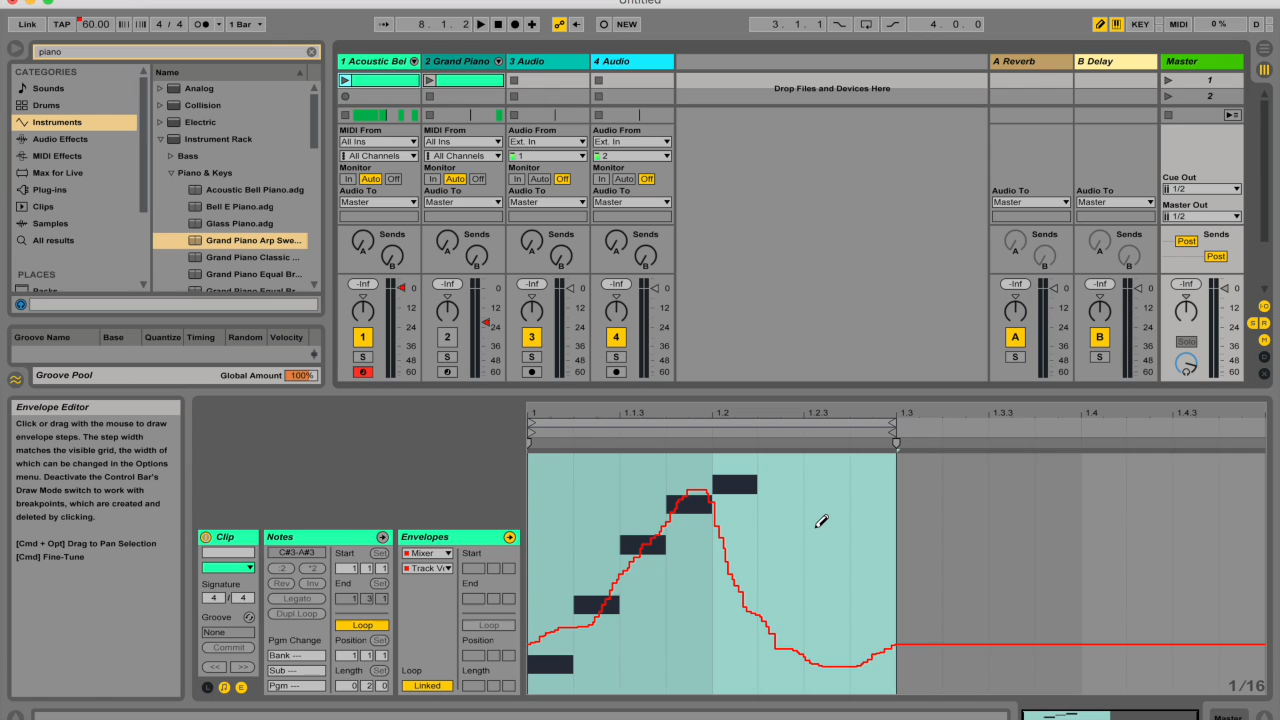 Untitled
Link TAP 60.00 4 / 4 1 Bar 8. 1. 2 NEW 3. 1. 1 4. 0. 0 KEY MIDI 0 % D
piano
CATEGORIES
Sounds
Drums
Instruments
Audio Effects
MIDI Effects
Max for Live
Plug-ins
Clips
Samples
All results
PLACES
Packs
Name
Analog
Collision
Electric
Instrument Rack
Bass
Piano & Keys
Acoustic Bell Piano.adg
Bell E Piano.adg
Glass Piano.adg
Grand Piano Arp Swe...
Grand Piano Classic ...
Grand Piano Equal Br...
Grand Piano Equal Br...
Groove Name Base Quantize Timing Random Velocity
Groove Pool Global Amount 100%
1 Acoustic Bel 2 Grand Piano 3 Audio 4 Audio A Reverb B Delay Master
Drop Files and Devices Here
1
2
MIDI From MIDI From Audio From Audio From
All Ins All Ins Ext. In Ext. In
All Channels All Channels 1 2
Monitor Monitor Monitor Monitor
In Auto Off In Auto Off In Auto Off In Auto Off
Cue Out
1/2
Audio To Audio To Audio To Audio To Audio To Audio To
Master Master Master Master Master Master
Master Out
1/2
Sends Sends Sends Sends Sends Sends Sends
A A A A A A Post
B B B B B B Post
-Inf -Inf -Inf -Inf -Inf -Inf -Inf
0 0 0 0 0 0 0
12 12 12 12 12 12 12
24 24 24 24 24 24 24
1 2 3 4 A B Solo
36 36 36 36 36 36 36
S S S S S S
48 48 48 48 48 48 48
60 60 60 60 60 60 60
Envelope Editor
Click or drag with the mouse to draw
envelope steps. The step width
matches the visible grid, the width of
which can be changed in the Options
menu. Deactivate the Control Bar's
Draw Mode switch to work with
breakpoints, which are created and
deleted by clicking.
[Cmd + Opt] Drag to Pan Selection
[Cmd] Fine-Tune
Clip
Signature
4 / 4
Groove
None
Commit
<< >>
L E
Notes
C#3-A#3
:2 *2
Rev Inv
Legato
Dupl.Loop
Pgm Change
Bank ---
Sub ---
Pgm ---
Start Set
1 1 1
End Set
1 3 1
Loop
Position Set
1 1 1
Length Set
0 2 0
Envelopes
Mixer
Loop
Linked
Start
Set
End
Set
Loop
Position
Set
Length
1 1.1.3 1.2 1.2.3 1.3 1.3.3 1.4 1.4.3
1/16
Master